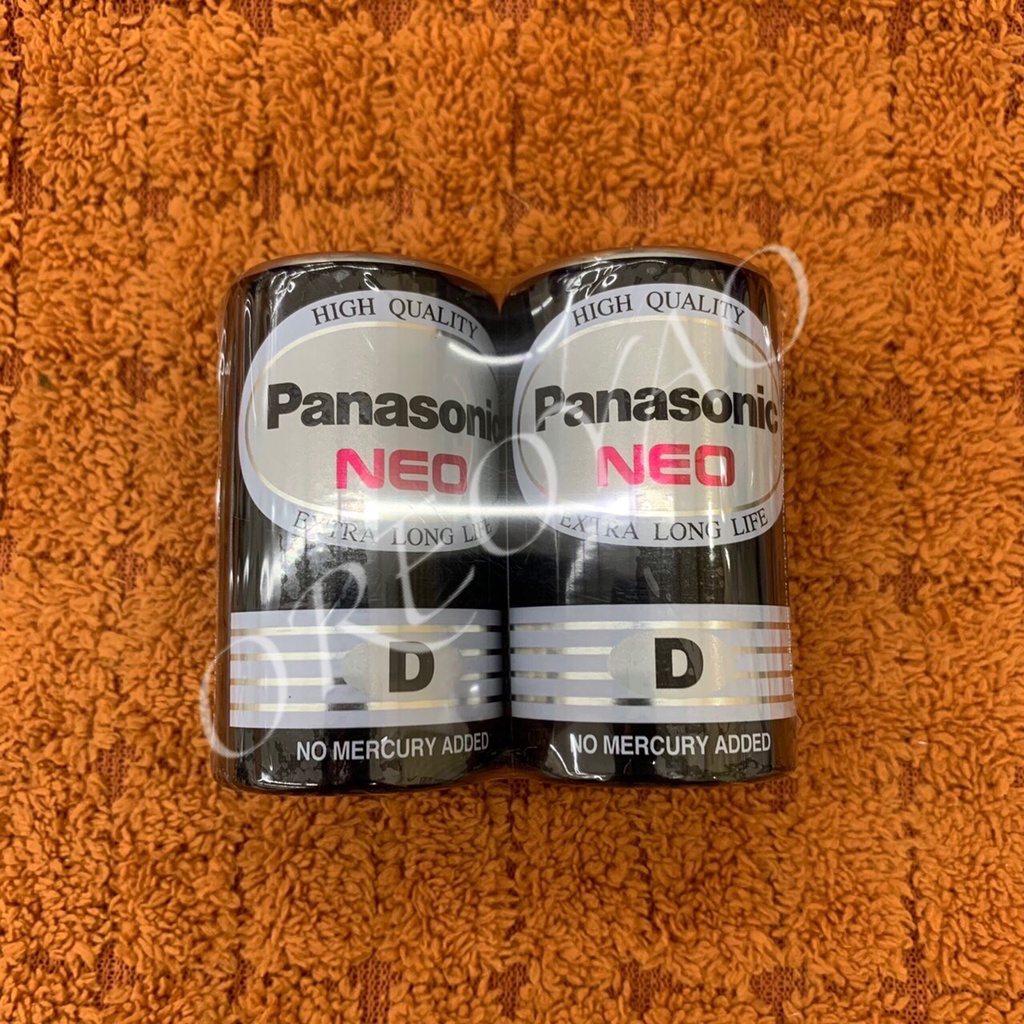 HIGH QUALITY
Panasonic
NEO
EXTRA LONG LIFE
D
NO MERCURY ADDED
HIGH QUALITY
Panasonic
NEO
EXTRA LONG LIFE
D
NO MERCURY ADDED
OREOTAO